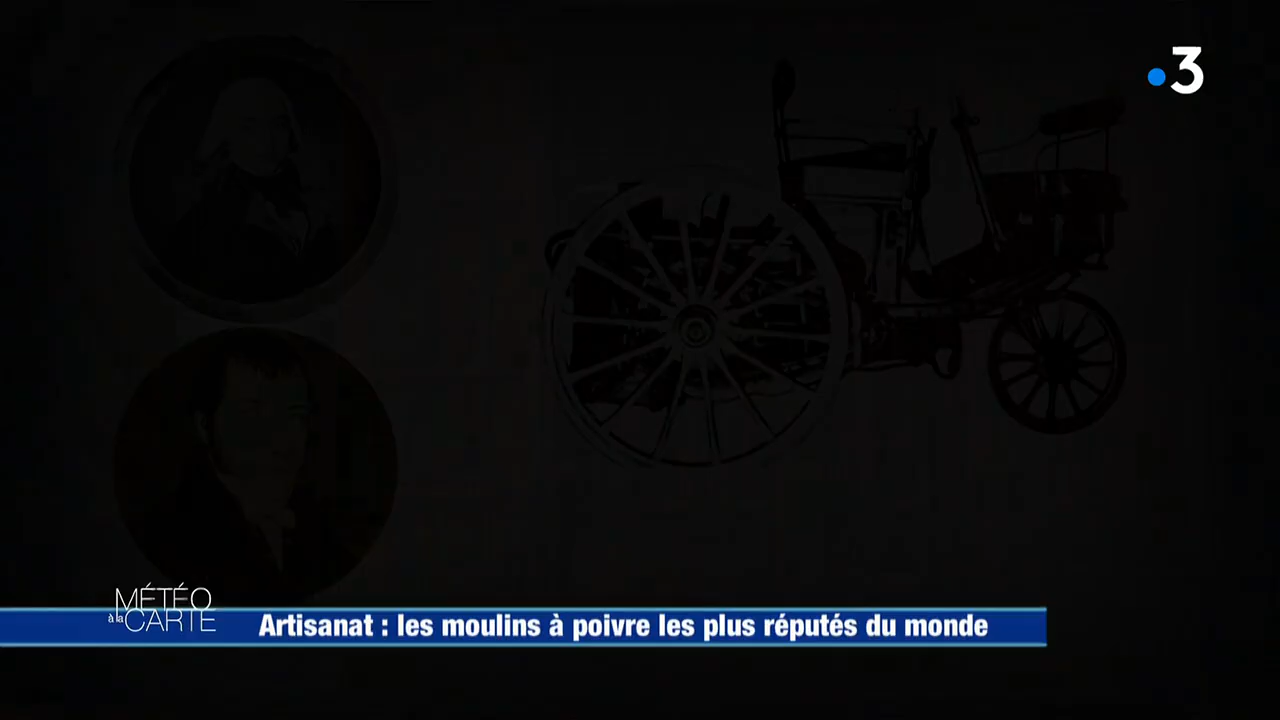 3
MÉTÉO
à la CARTE
Artisanat : les moulins à poivre les plus réputés du monde